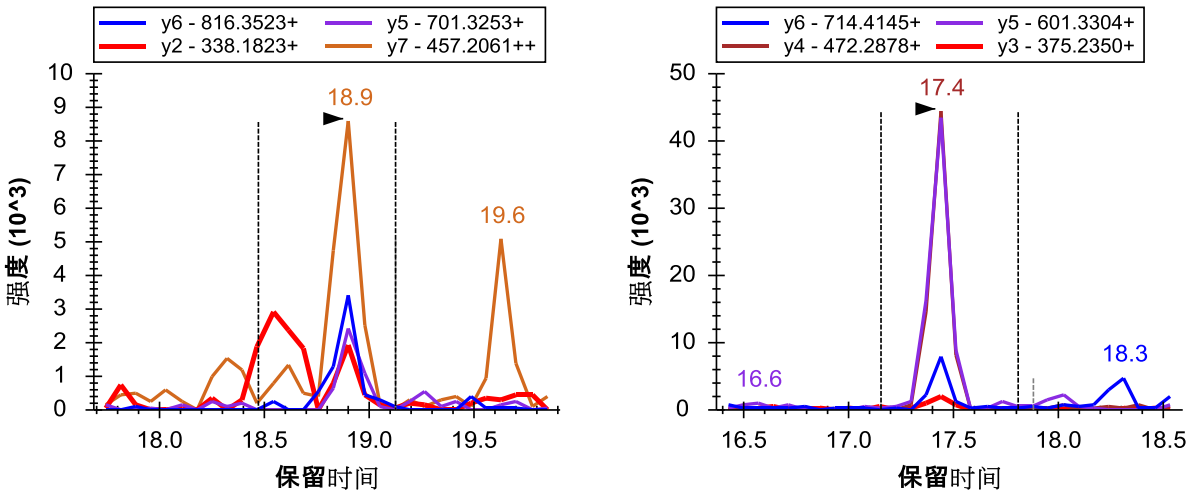 y6 - 816.3523+ y5 - 701.3253+
y2 - 338.1823+ y7 - 457.2061++
10
9
8
7
6
5
4
3
2
1
0
强度 (10^3)
18.9
19.6
18.0 18.5 19.0 19.5
保留时间
y6 - 714.4145+ y5 - 601.3304+
y4 - 472.2878+ y3 - 375.2350+
50
40
30
20
10
0
强度 (10^3)
17.4
16.6
18.3
16.5 17.0 17.5 18.0 18.5
保留时间